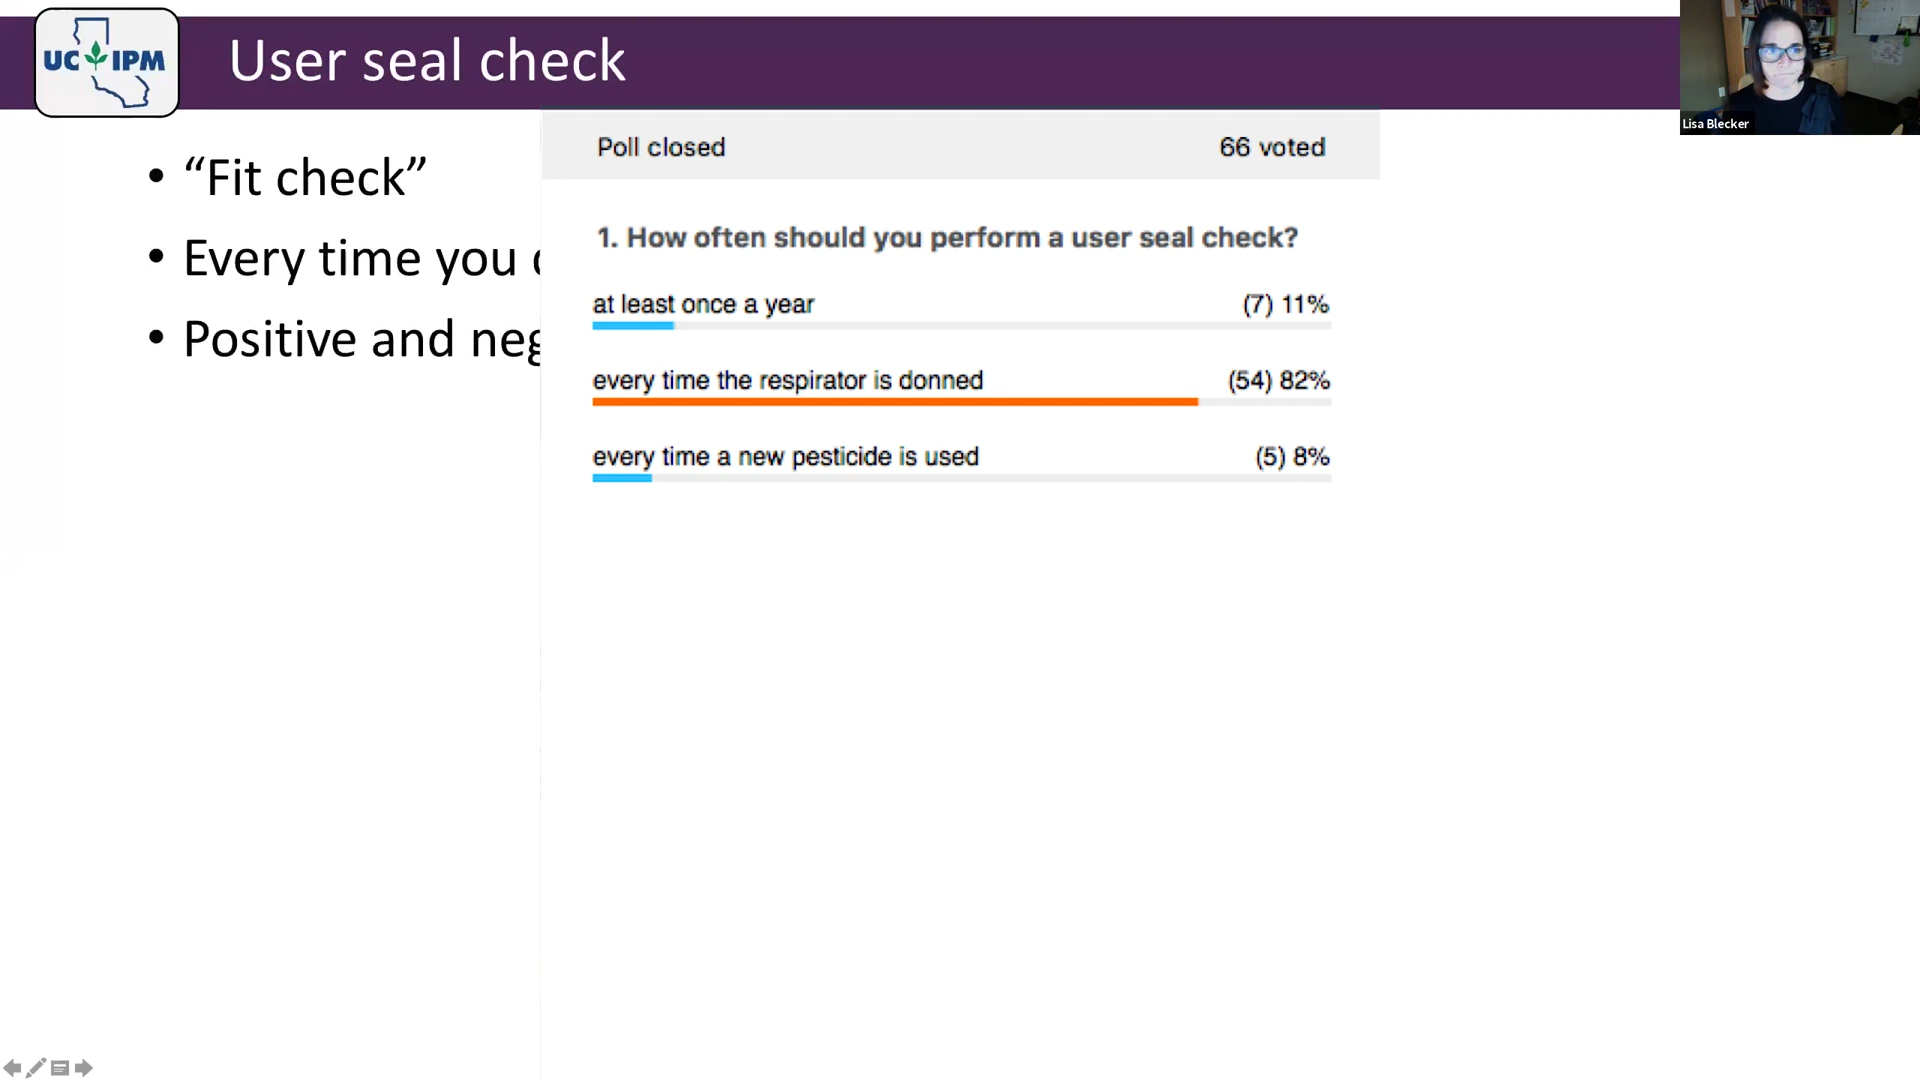 UC IPM
User seal check
Lisa Blecker
• “Fit check”
• Every time you
• Positive and neg
Poll closed 66 voted
1. How often should you perform a user seal check?
at least once a year (7) 11%
every time the respirator is donned (54) 82%
every time a new pesticide is used (5) 8%